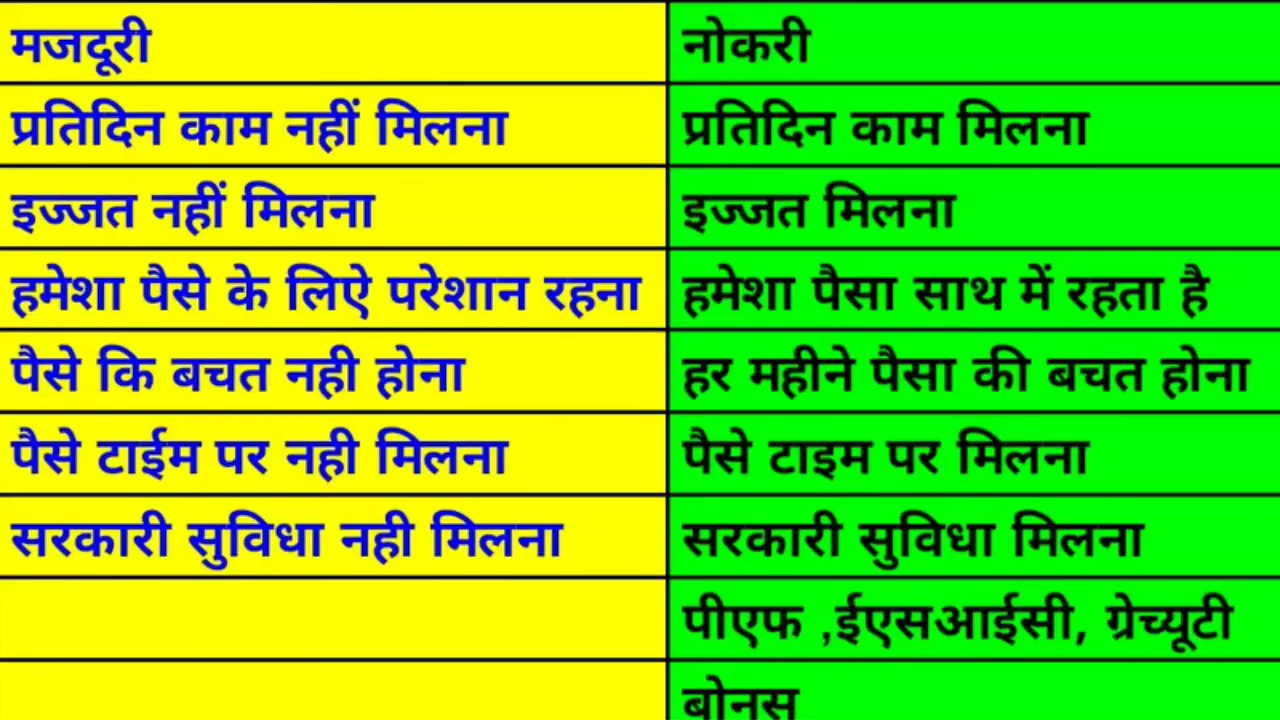 मजदूरी
नोकरी
प्रतिदिन काम नहीं मिलना
प्रतिदिन काम मिलना
इज्जत नहीं मिलना
इज्जत मिलना
हमेशा पैसे के लिऐ परेशान रहना
हमेशा पैसा साथ में रहता है
पैसे कि बचत नही होना
हर महीने पैसा की बचत होना
पैसे टाईम पर नही मिलना
पैसे टाइम पर मिलना
सरकारी सुविधा नही मिलना
सरकारी सुविधा मिलना
पीएफ ,ईएसआईसी, ग्रेच्यूटी
बोनस